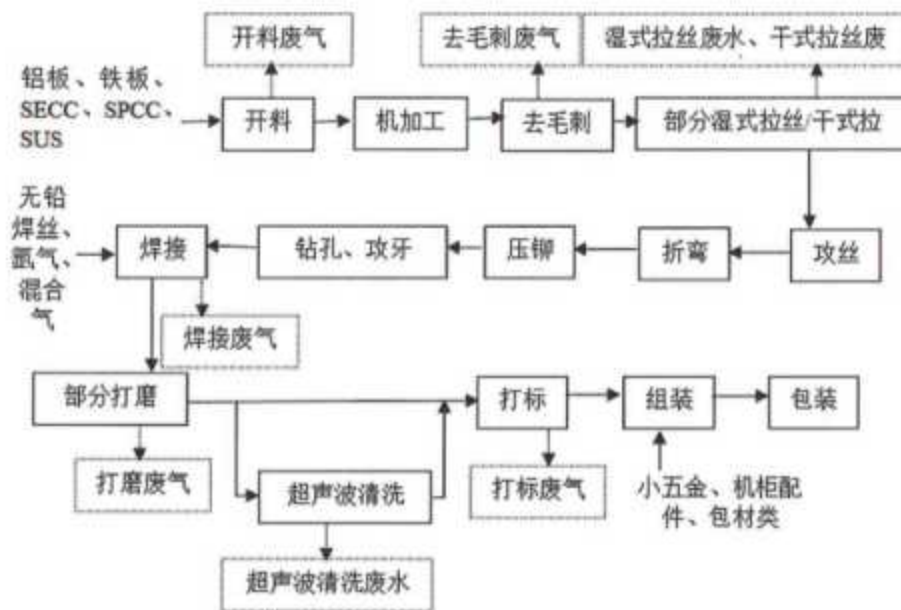 开料废气
去毛刺废气
湿式拉丝废水、干式拉丝废
铝板、铁板、
SECC、SPCC、
SUS
开料
机加工
去毛刺
部分湿式拉丝/干式拉
无铅
焊丝、
氩气、
混合
气
焊接
钻孔、攻牙
压铆
折弯
攻丝
焊接废气
部分打磨
打标
组装
包装
打磨废气
超声波清洗
打标废气
小五金、机柜配
件、包材类
超声波清洗废水